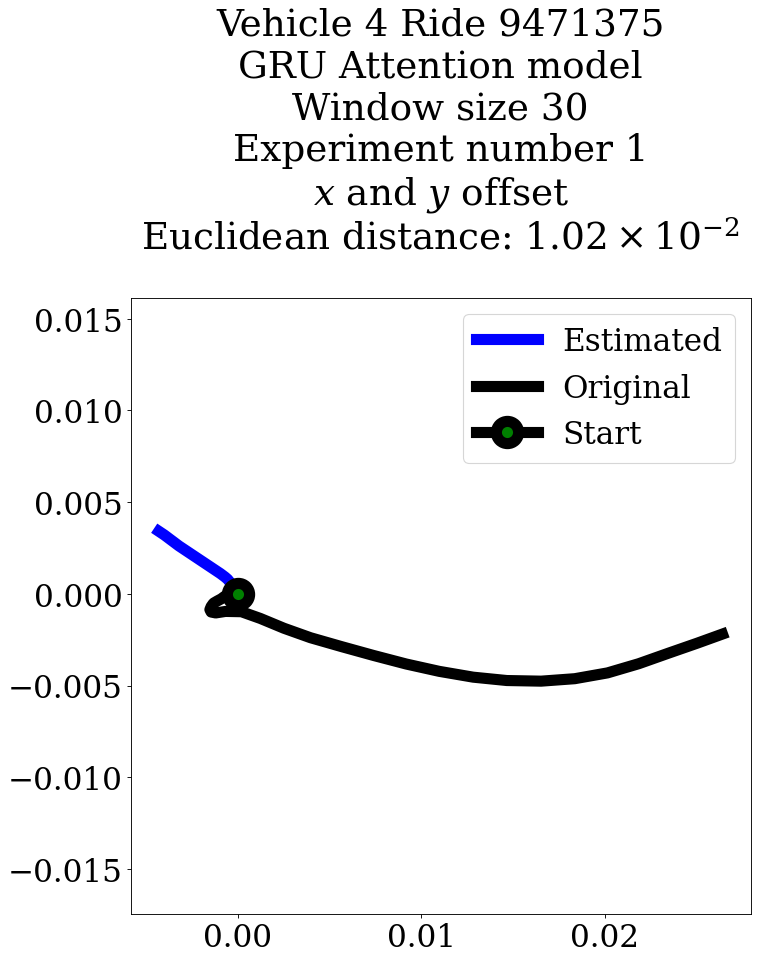 Vehicle 4 Ride 9471375
GRU Attention model
Window size 30
Experiment number 1
x and y offset
Euclidean distance: 1.02 × 10⁻²
Estimated
Original
Start
0.015
0.010
0.005
0.000
−0.005
−0.010
−0.015
0.00 0.01 0.02